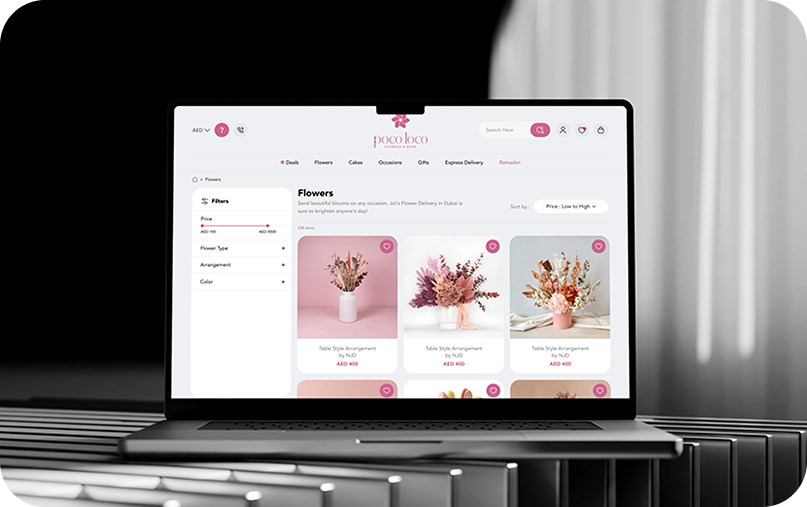 AED
?
poco loco
FLOWERS & MORE
Search Here
Deals
Flowers
Cakes
Occasions
Gifts
Express Delivery
Ramadan
> Flowers
Filters
Price
AED 100
AED 8500
Flower Type +
Arrangement +
Color +
Flowers
Send beautiful blooms on any occasion, Joi's Flower Delivery in Dubai is
sure to brighten anyone's day!
Sort by :
Price : Low to High
items
Table Style Arrangement
by NJD
AED 400
Table Style Arrangement
by NJD
AED 400
Table Style Arrangement
by NJD
AED 400